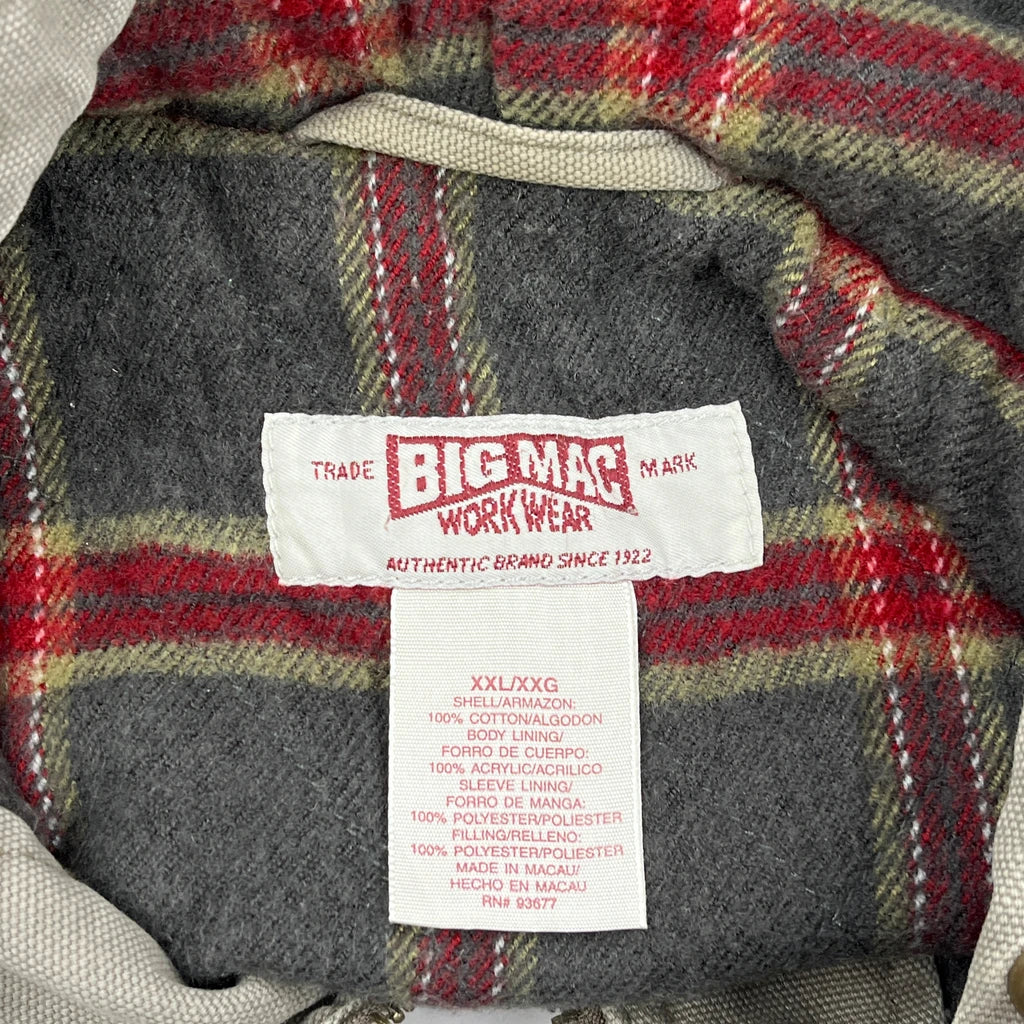 TRADE BIG MAC MARK
WORK WEAR
AUTHENTIC BRAND SINCE 1922
XXL/XXG
SHELL/ARMAZON:
100% COTTON/ALGODON
BODY LINING/
FORRO DE CUERPO:
100% ACRYLIC/ACRILICO
SLEEVE LINING/
FORRO DE MANGA:
100% POLYESTER/POLIESTER
FILLING/RELLENO:
100% POLYESTER/POLIESTER
MADE IN MACAU/
HECHO EN MACAU
RN# 93677